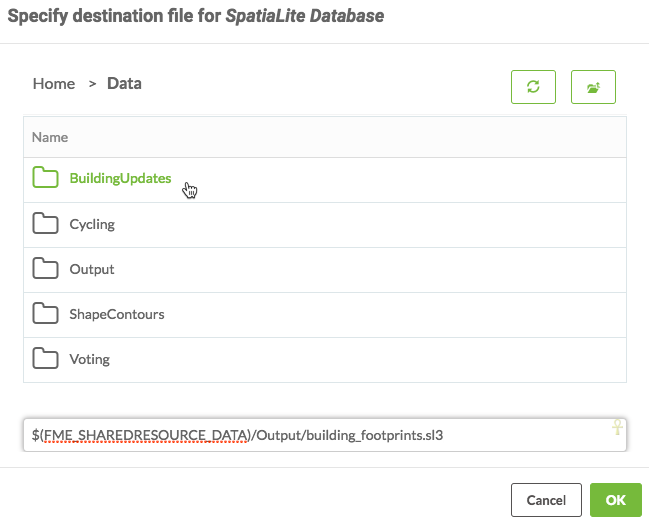 Specify destination file for SpatiaLite Database
Home > Data
Name
BuildingUpdates
Cycling
Output
ShapeContours
Voting
$(FME_SHAREDRESOURCE_DATA)/Output/building_footprints.sl3
Cancel OK